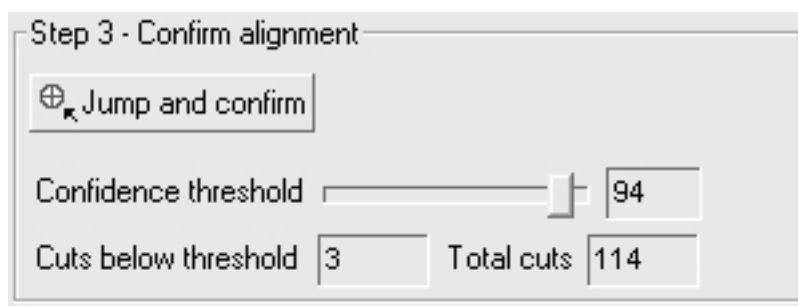 Step 3 - Confirm alignment
Jump and confirm
Confidence threshold 94
Cuts below threshold 3 Total cuts 114